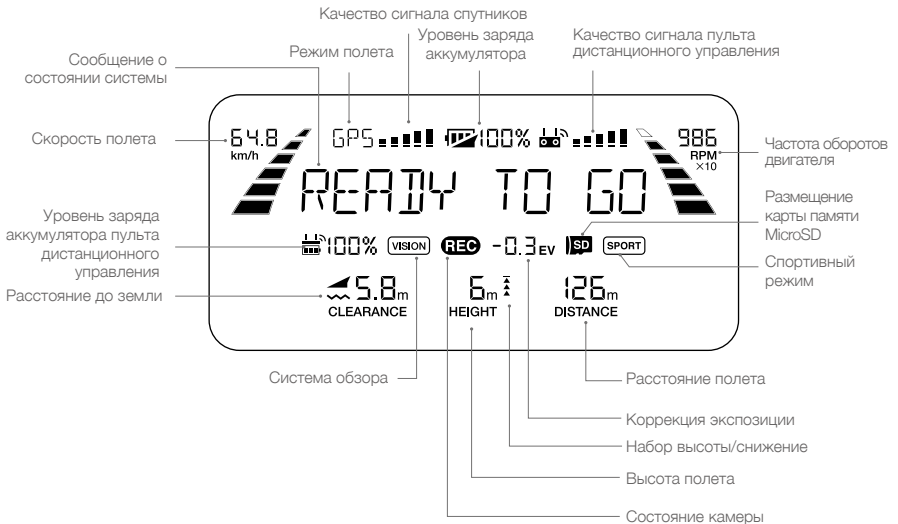 Качество сигнала спутников
Режим полета
Уровень заряда
аккумулятора
Качество сигнала пульта
дистанционного управления
Сообщение о
состоянии системы
Скорость полета
64.8
km/h
GPS
100%
986
RPM
×10
Частота оборотов
двигателя
READY TO GO
Размещение
карты памяти
MicroSD
Уровень заряда
аккумулятора пульта
дистанционного
управления
100% VISION REC -0.3 EV SD SPORT
Спортивный
режим
Расстояние до земли
5.8m
CLEARANCE
6m
HEIGHT
126m
DISTANCE
Система обзора
Расстояние полета
Коррекция экспозиции
Набор высоты/снижение
Высота полета
Состояние камеры